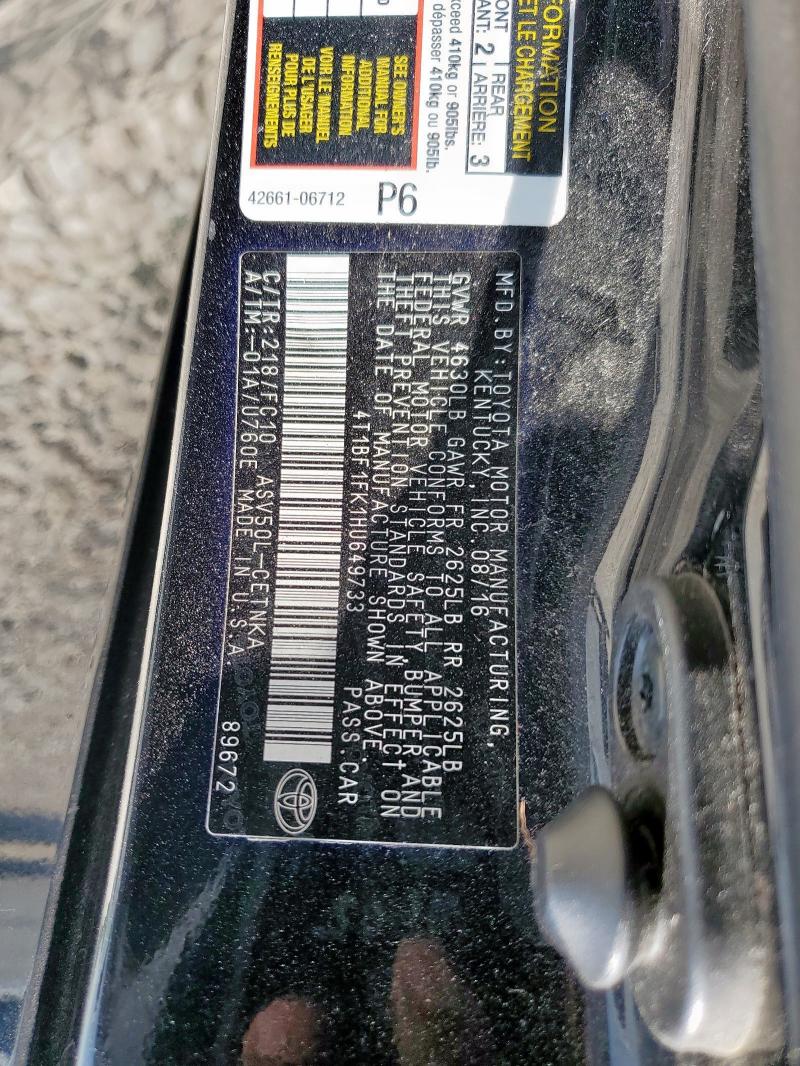 FORMATION
ET LE CHARGEMENT
ONT
ANT: 2
REAR
ARRIÈRE: 3
xceed 410kg or 905lbs.
dépasser 410kg ou 905lb.
SEE OWNER'S
MANUAL FOR
ADDITIONAL
INFORMATION
VOIR LE MANUEL
DE L'USAGER
POUR PLUS DE
RENSEIGNEMENTS
42661-06712
P6
MFD. BY: TOYOTA MOTOR MANUFACTURING,
KENTUCKY, INC. 08/16
GVWR 4630LB GAWR FR 2625LB RR 2625LB
THIS VEHICLE CONFORMS TO ALL APPLICABLE
FEDERAL MOTOR VEHICLE SAFETY, BUMPER AND
THEFT PREVENTION STANDARDS IN EFFECT ON
THE DATE OF MANUFACTURE SHOWN ABOVE.
4T1BF1FK1HU649733 PASS. CAR
C/TR: 218/FC10 ASV50L-CETNKA
A/TM: -01A/U760E MADE IN U.S.A. 89672